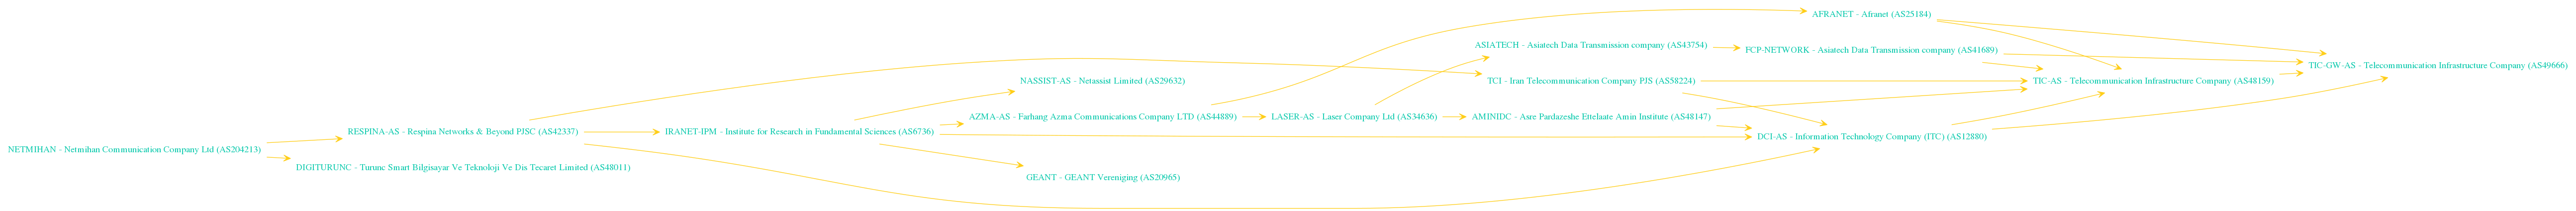 AFRANET - Afranet (AS25184)
ASIATECH - Asiatech Data Transmission company (AS43754)
FCP-NETWORK - Asiatech Data Transmission company (AS41689)
TIC-GW-AS - Telecommunication Infrastructure Company (AS49666)
NASSIST-AS - Netassist Limited (AS29632)
TCI - Iran Telecommunication Company PJS (AS58224)
TIC-AS - Telecommunication Infrastructure Company (AS48159)
AZMA-AS - Farhang Azma Communications Company LTD (AS44889)
LASER-AS - Laser Company Ltd (AS34636)
AMINIDC - Asre Pardazeshe Ettelaate Amin Institute (AS48147)
RESPINA-AS - Respina Networks & Beyond PJSC (AS42337)
IRANET-IPM - Institute for Research in Fundamental Sciences (AS6736)
DCI-AS - Information Technology Company (ITC) (AS12880)
NETMIHAN - Netmihan Communication Company Ltd (AS204213)
DIGITURUNC - Turunc Smart Bilgisayar Ve Teknoloji Ve Dis Tecaret Limited (AS48011)
GEANT - GEANT Vereniging (AS20965)